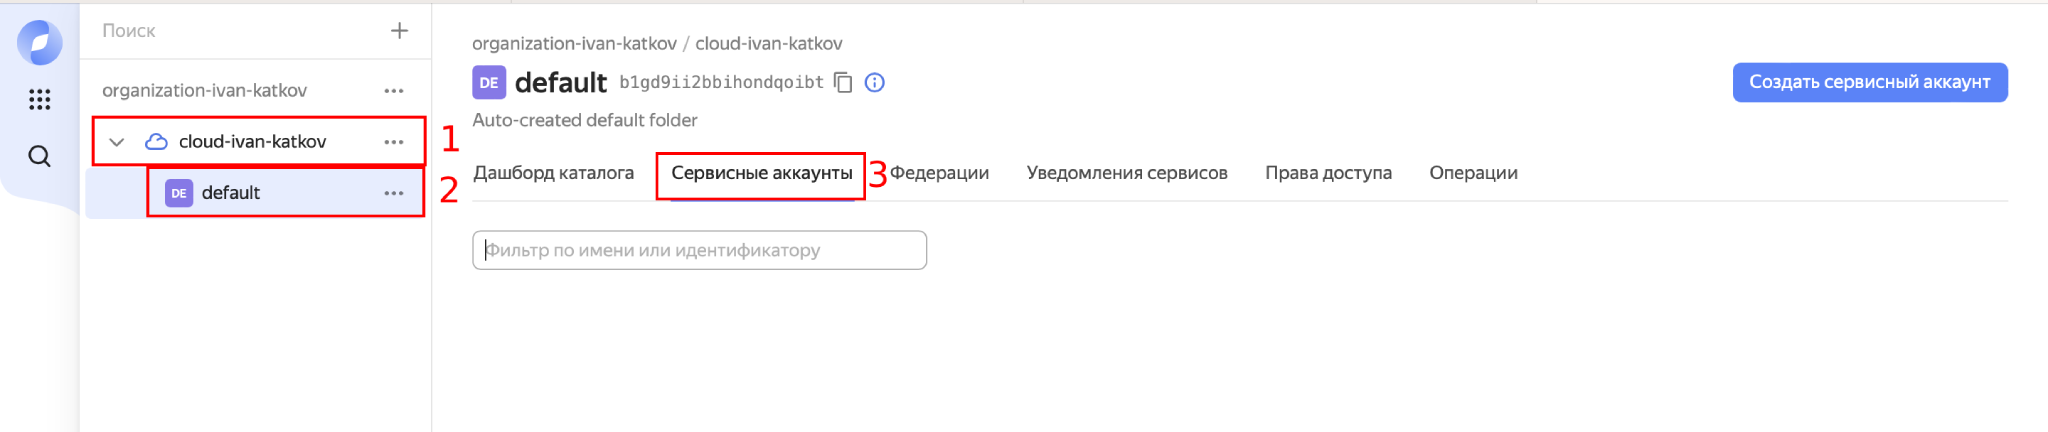 Поиск
organization-ivan-katkov
cloud-ivan-katkov
1
DE default
2
organization-ivan-katkov / cloud-ivan-katkov
DE default b1gd9ii2bbihondqoibt
Создать сервисный аккаунт
Auto-created default folder
Дашборд каталога Сервисные аккаунты 3 Федерации Уведомления сервисов Права доступа Операции
Фильтр по имени или идентификатору